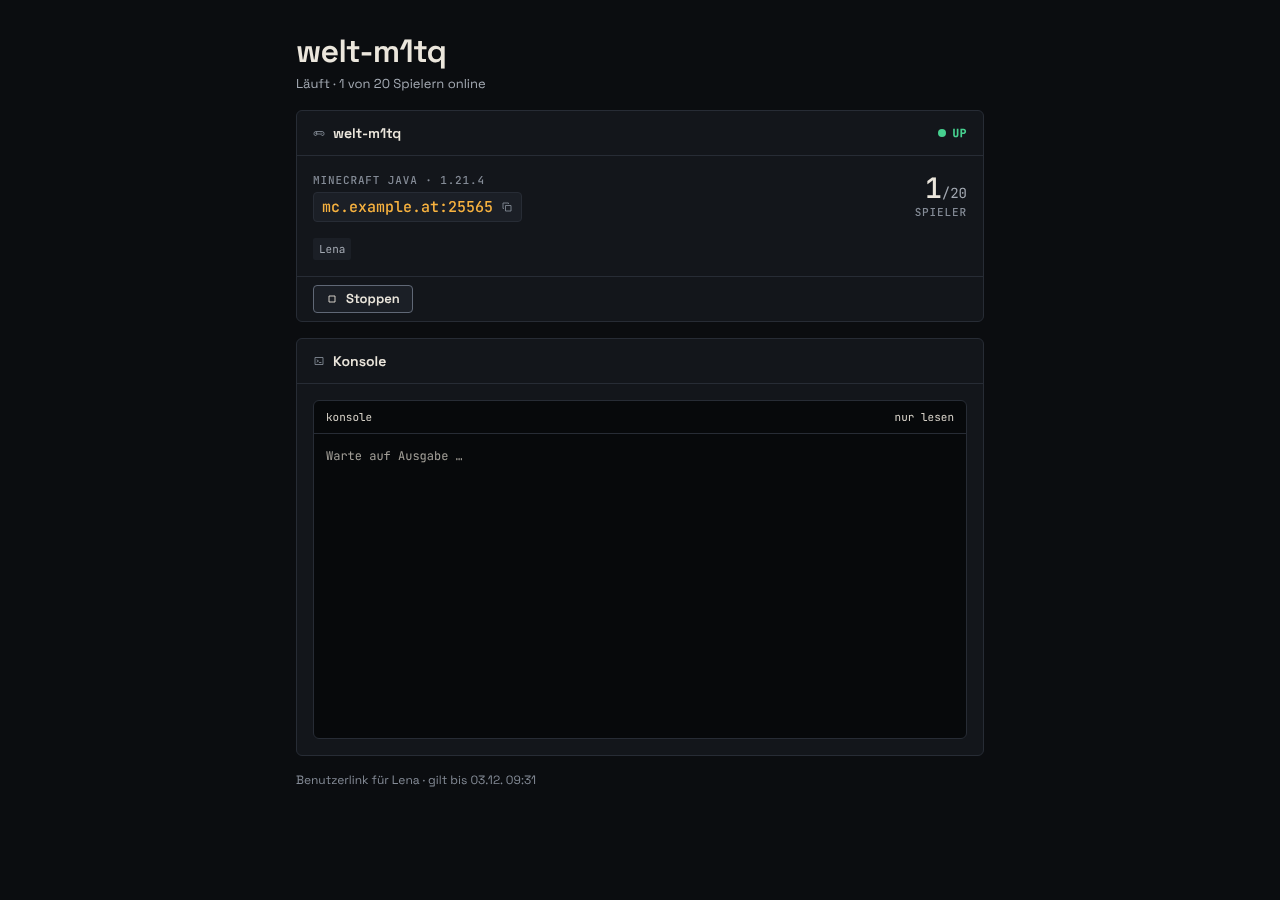 welt-m1tq
Läuft · 1 von 20 Spielern online
welt-m1tq
UP
MINECRAFT JAVA · 1.21.4
mc.example.at:25565
1/20
SPIELER
Lena
Stoppen
Konsole
konsole
nur lesen
Warte auf Ausgabe …
Benutzerlink für Lena · gilt bis 03.12. 09:31